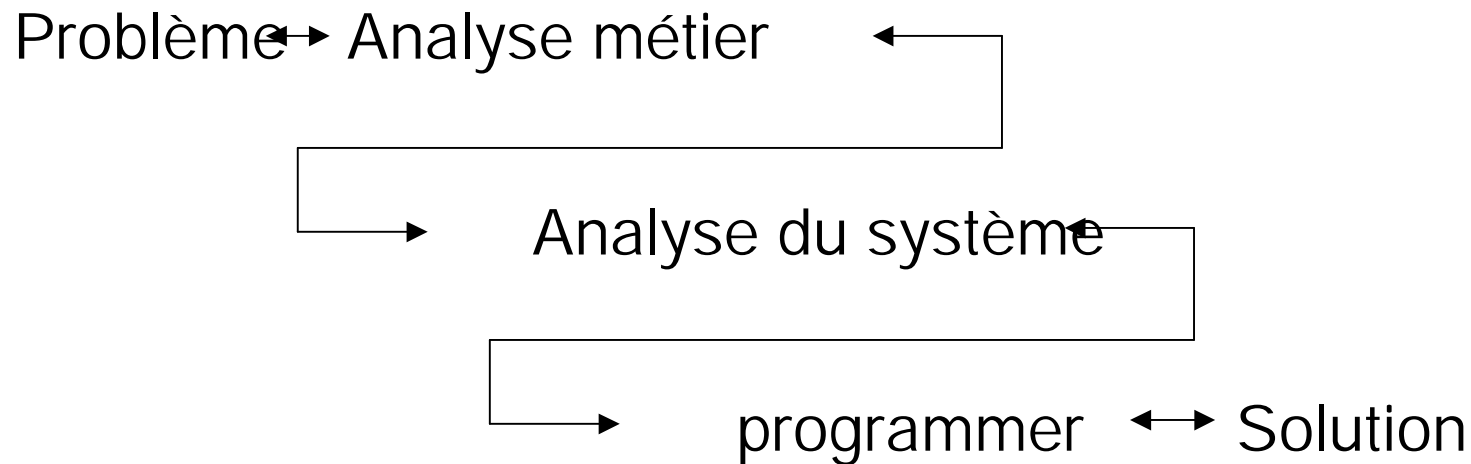 Problème Analyse métier
Analyse du système
programmer Solution